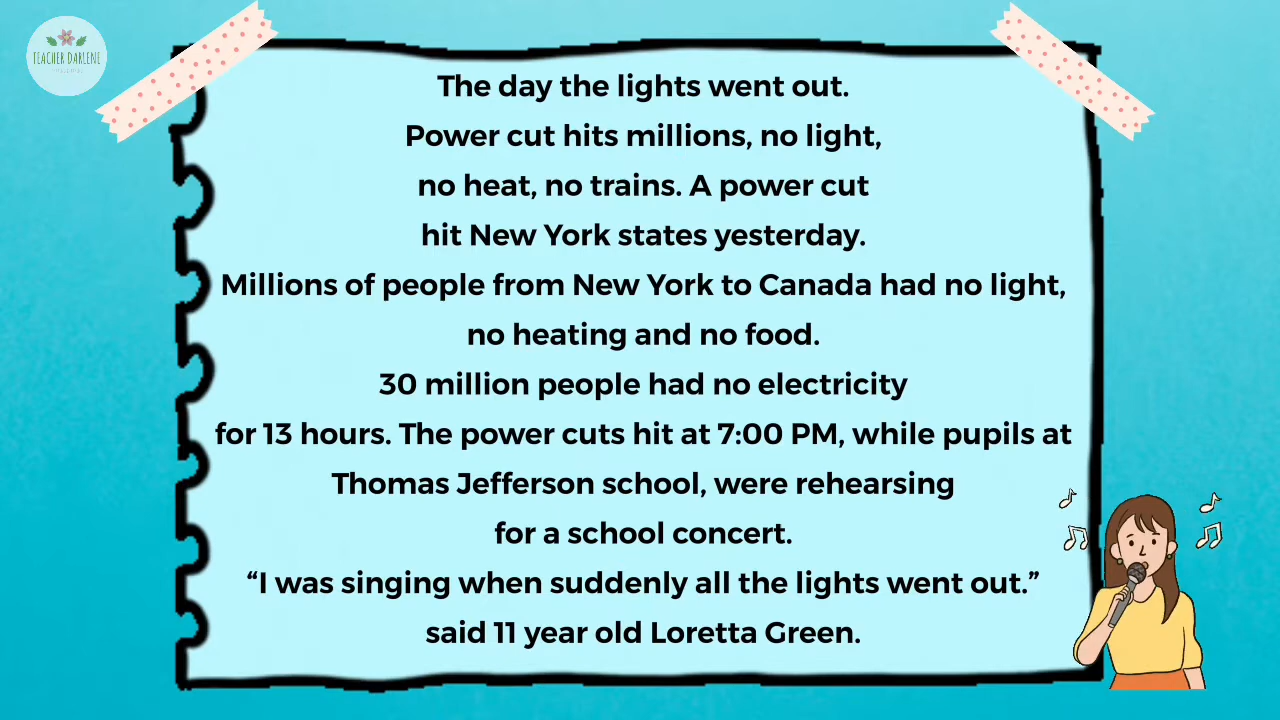 TEACHER DARLENE
The day the lights went out.
Power cut hits millions, no light,
no heat, no trains. A power cut
hit New York states yesterday.
Millions of people from New York to Canada had no light,
no heating and no food.
30 million people had no electricity
for 13 hours. The power cuts hit at 7:00 PM, while pupils at
Thomas Jefferson school, were rehearsing
for a school concert.
“I was singing when suddenly all the lights went out.”
said 11 year old Loretta Green.